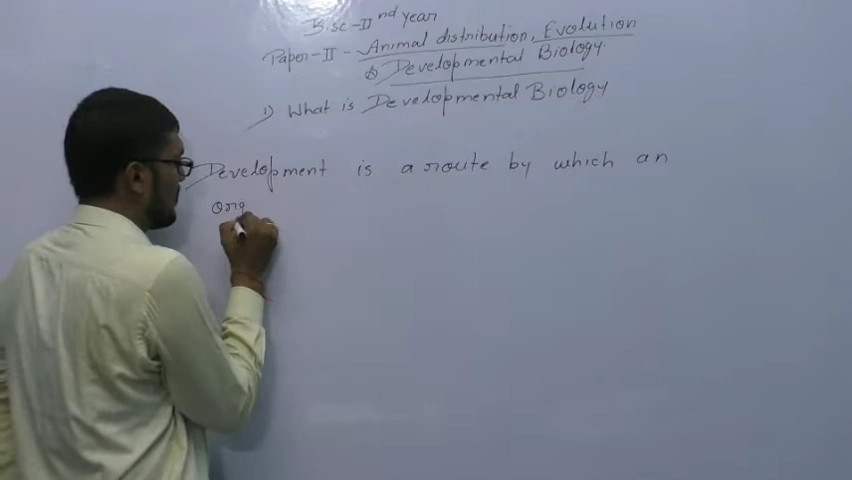 B.sc-II nd year
Paper-II - Animal distribution, Evolution
& Developmental Biology
1) What is Developmental Biology
Development is a route by which an
Org